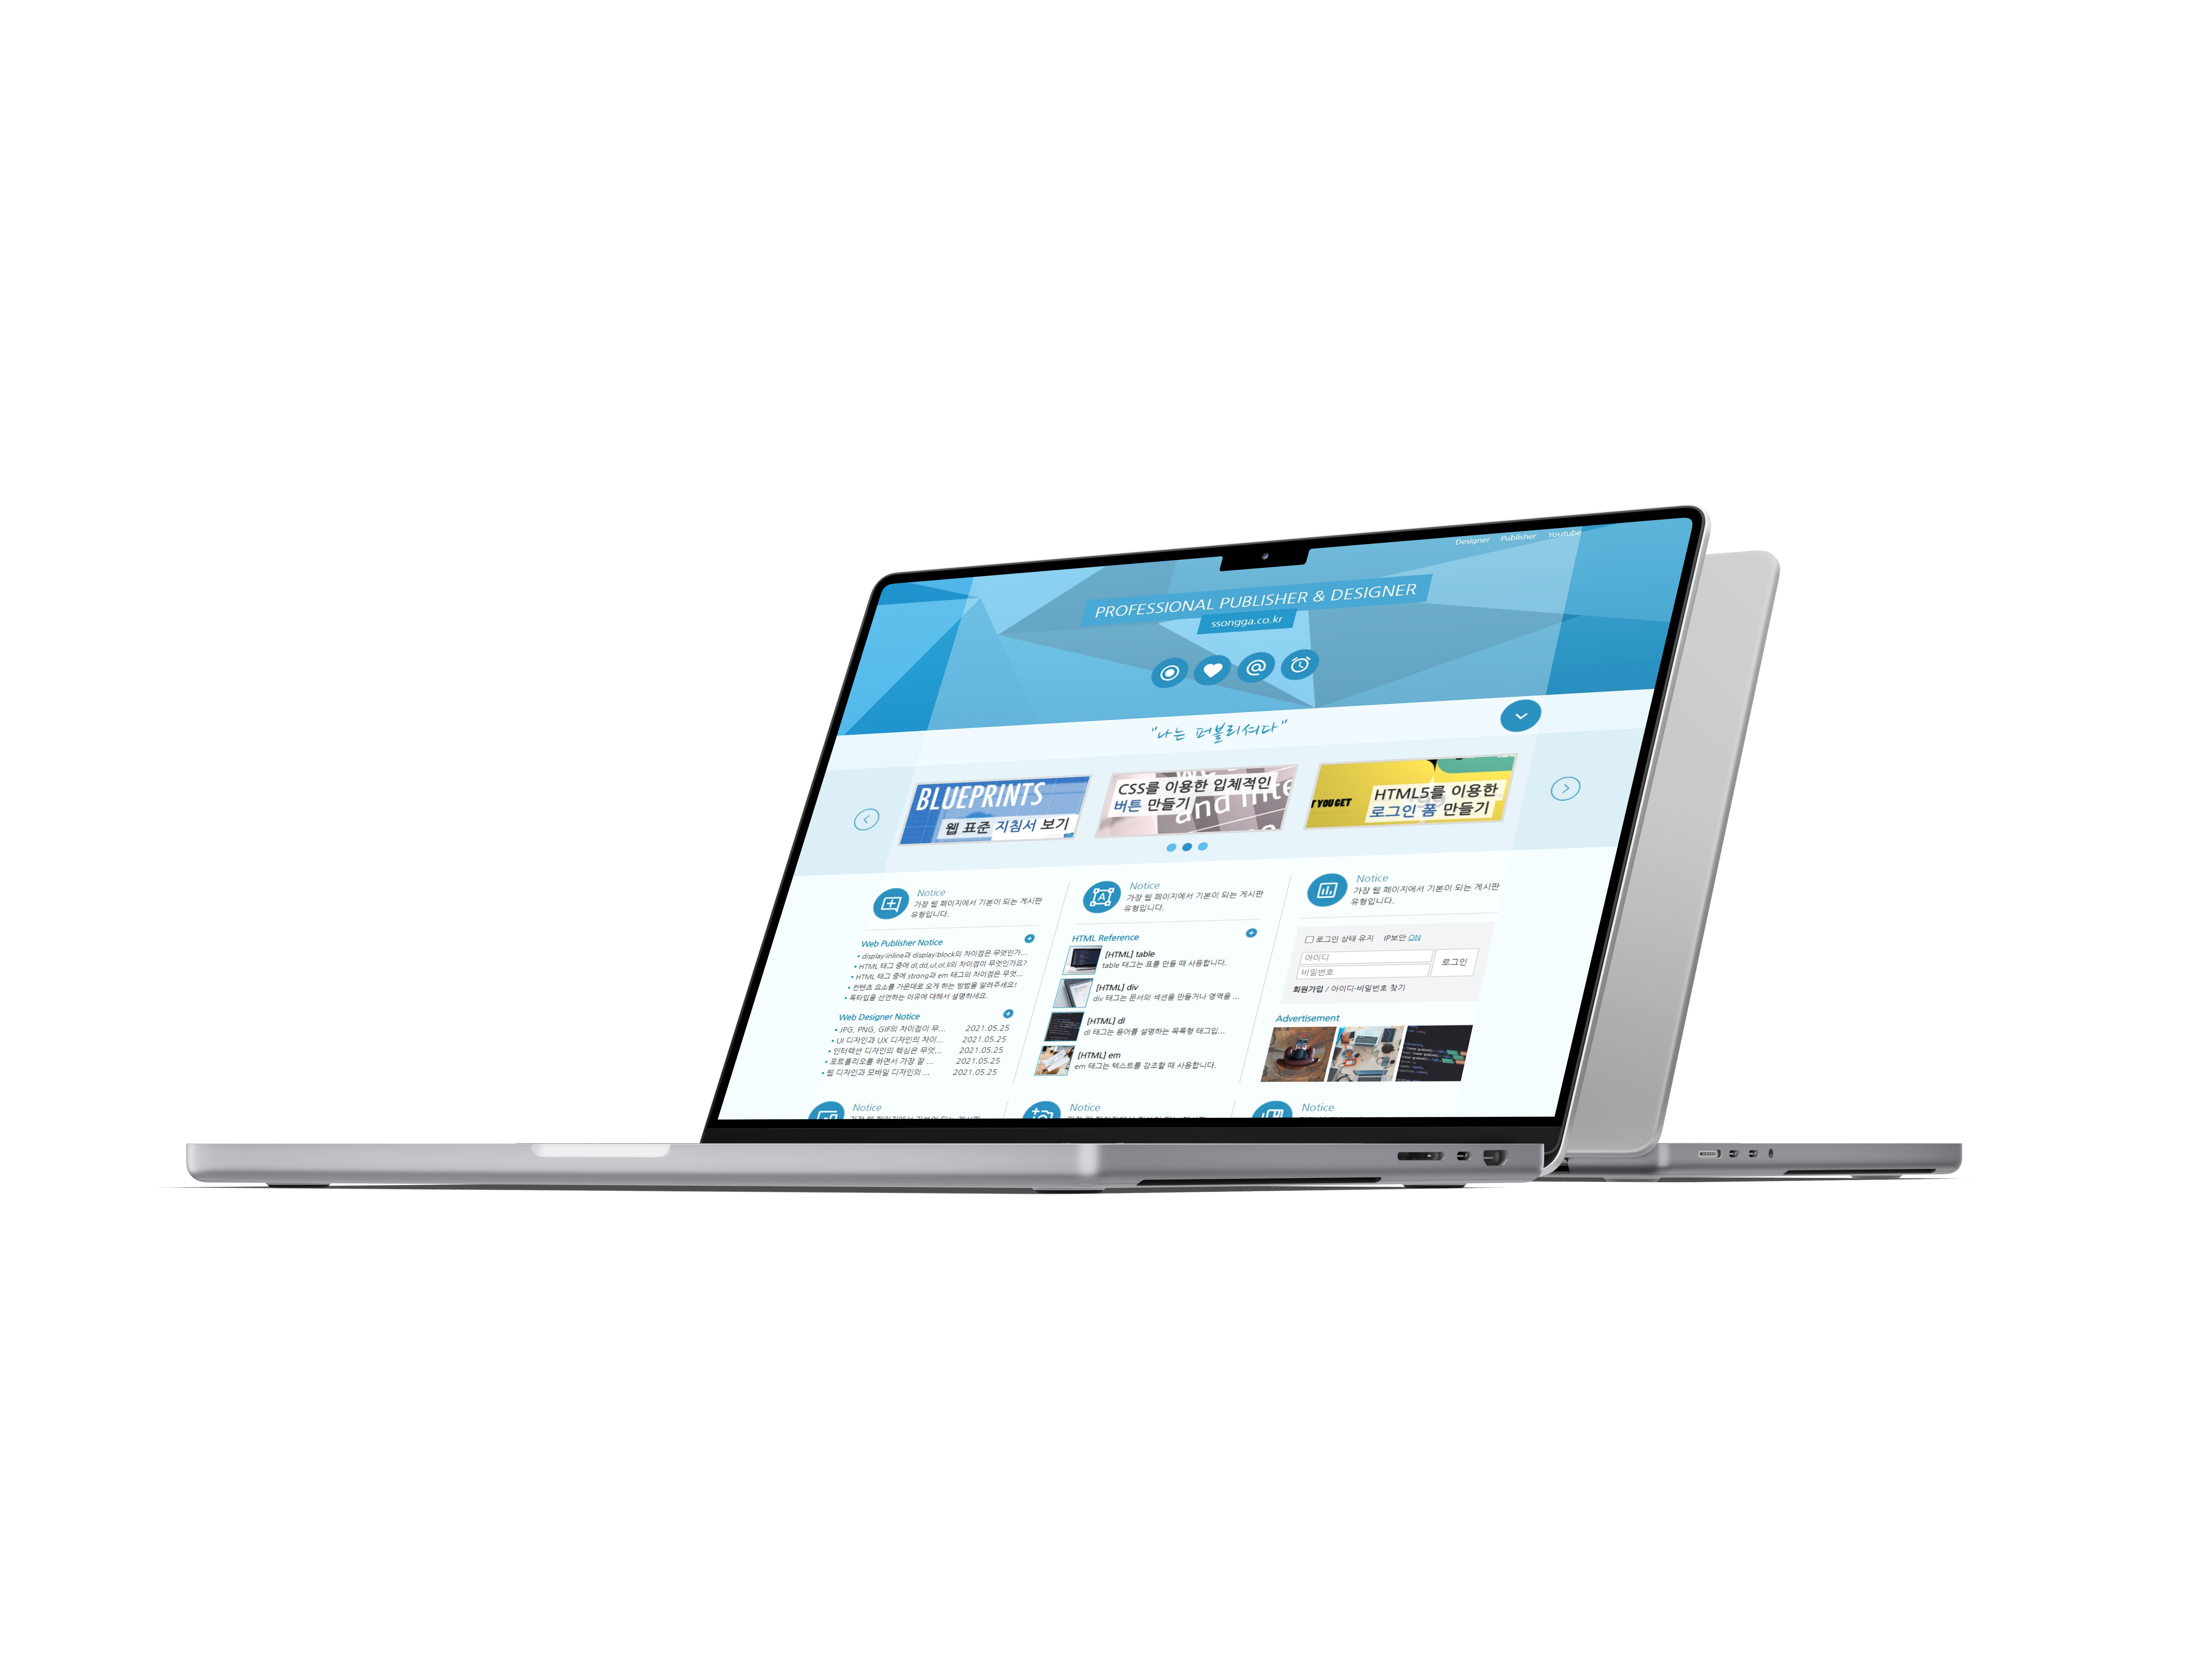 Designer Publisher Youtube
PROFESSIONAL PUBLISHER & DESIGNER
ssongga.co.kr
"나는 퍼블리셔다"
BLUEPRINTS
웹 표준 지침서 보기
CSS를 이용한 입체적인
버튼 만들기
and inte
T YOU GET
HTML5를 이용한
로그인 폼 만들기
Notice
가장 웹 페이지에서 기본이 되는 게시판
유형입니다.
Web Publisher Notice
display:inline과 display:block의 차이점은 무엇인가...
HTML 태그 중에 dl,dd,ul,ol,li의 차이점이 무엇인가요?
HTML 태그 중에 strong과 em 태그의 차이점은 무엇...
컨텐츠 요소를 가운데로 오게 하는 방법을 알려주세요!
독타입을 선언하는 이유에 대해서 설명하세요.
Web Designer Notice
JPG, PNG, GIF의 차이점이 무... 2021.05.25
UI 디자인과 UX 디자인의 차이... 2021.05.25
인터랙션 디자인의 핵심은 무엇... 2021.05.25
포트폴리오를 하면서 가장 괄 ... 2021.05.25
웹 디자인과 모바일 디자인의 ... 2021.05.25
Notice
가장 웹 페이지에서 기본이 되는 게시판
유형입니다.
HTML Reference
[HTML] table
table 태그는 표를 만들 때 사용합니다.
[HTML] div
div 태그는 문서의 섹션을 만들거나 영역을 ...
[HTML] dl
dl 태그는 용어를 설명하는 목록형 태그입...
[HTML] em
em 태그는 텍스트를 강조할 때 사용합니다.
Notice
가장 웹 페이지에서 기본이 되는 게시판
유형입니다.
로그인 상태 유지 IP보안 ON
아이디
비밀번호
로그인
회원가입 / 아이디·비밀번호 찾기
Advertisement
Notice
Notice
Notice